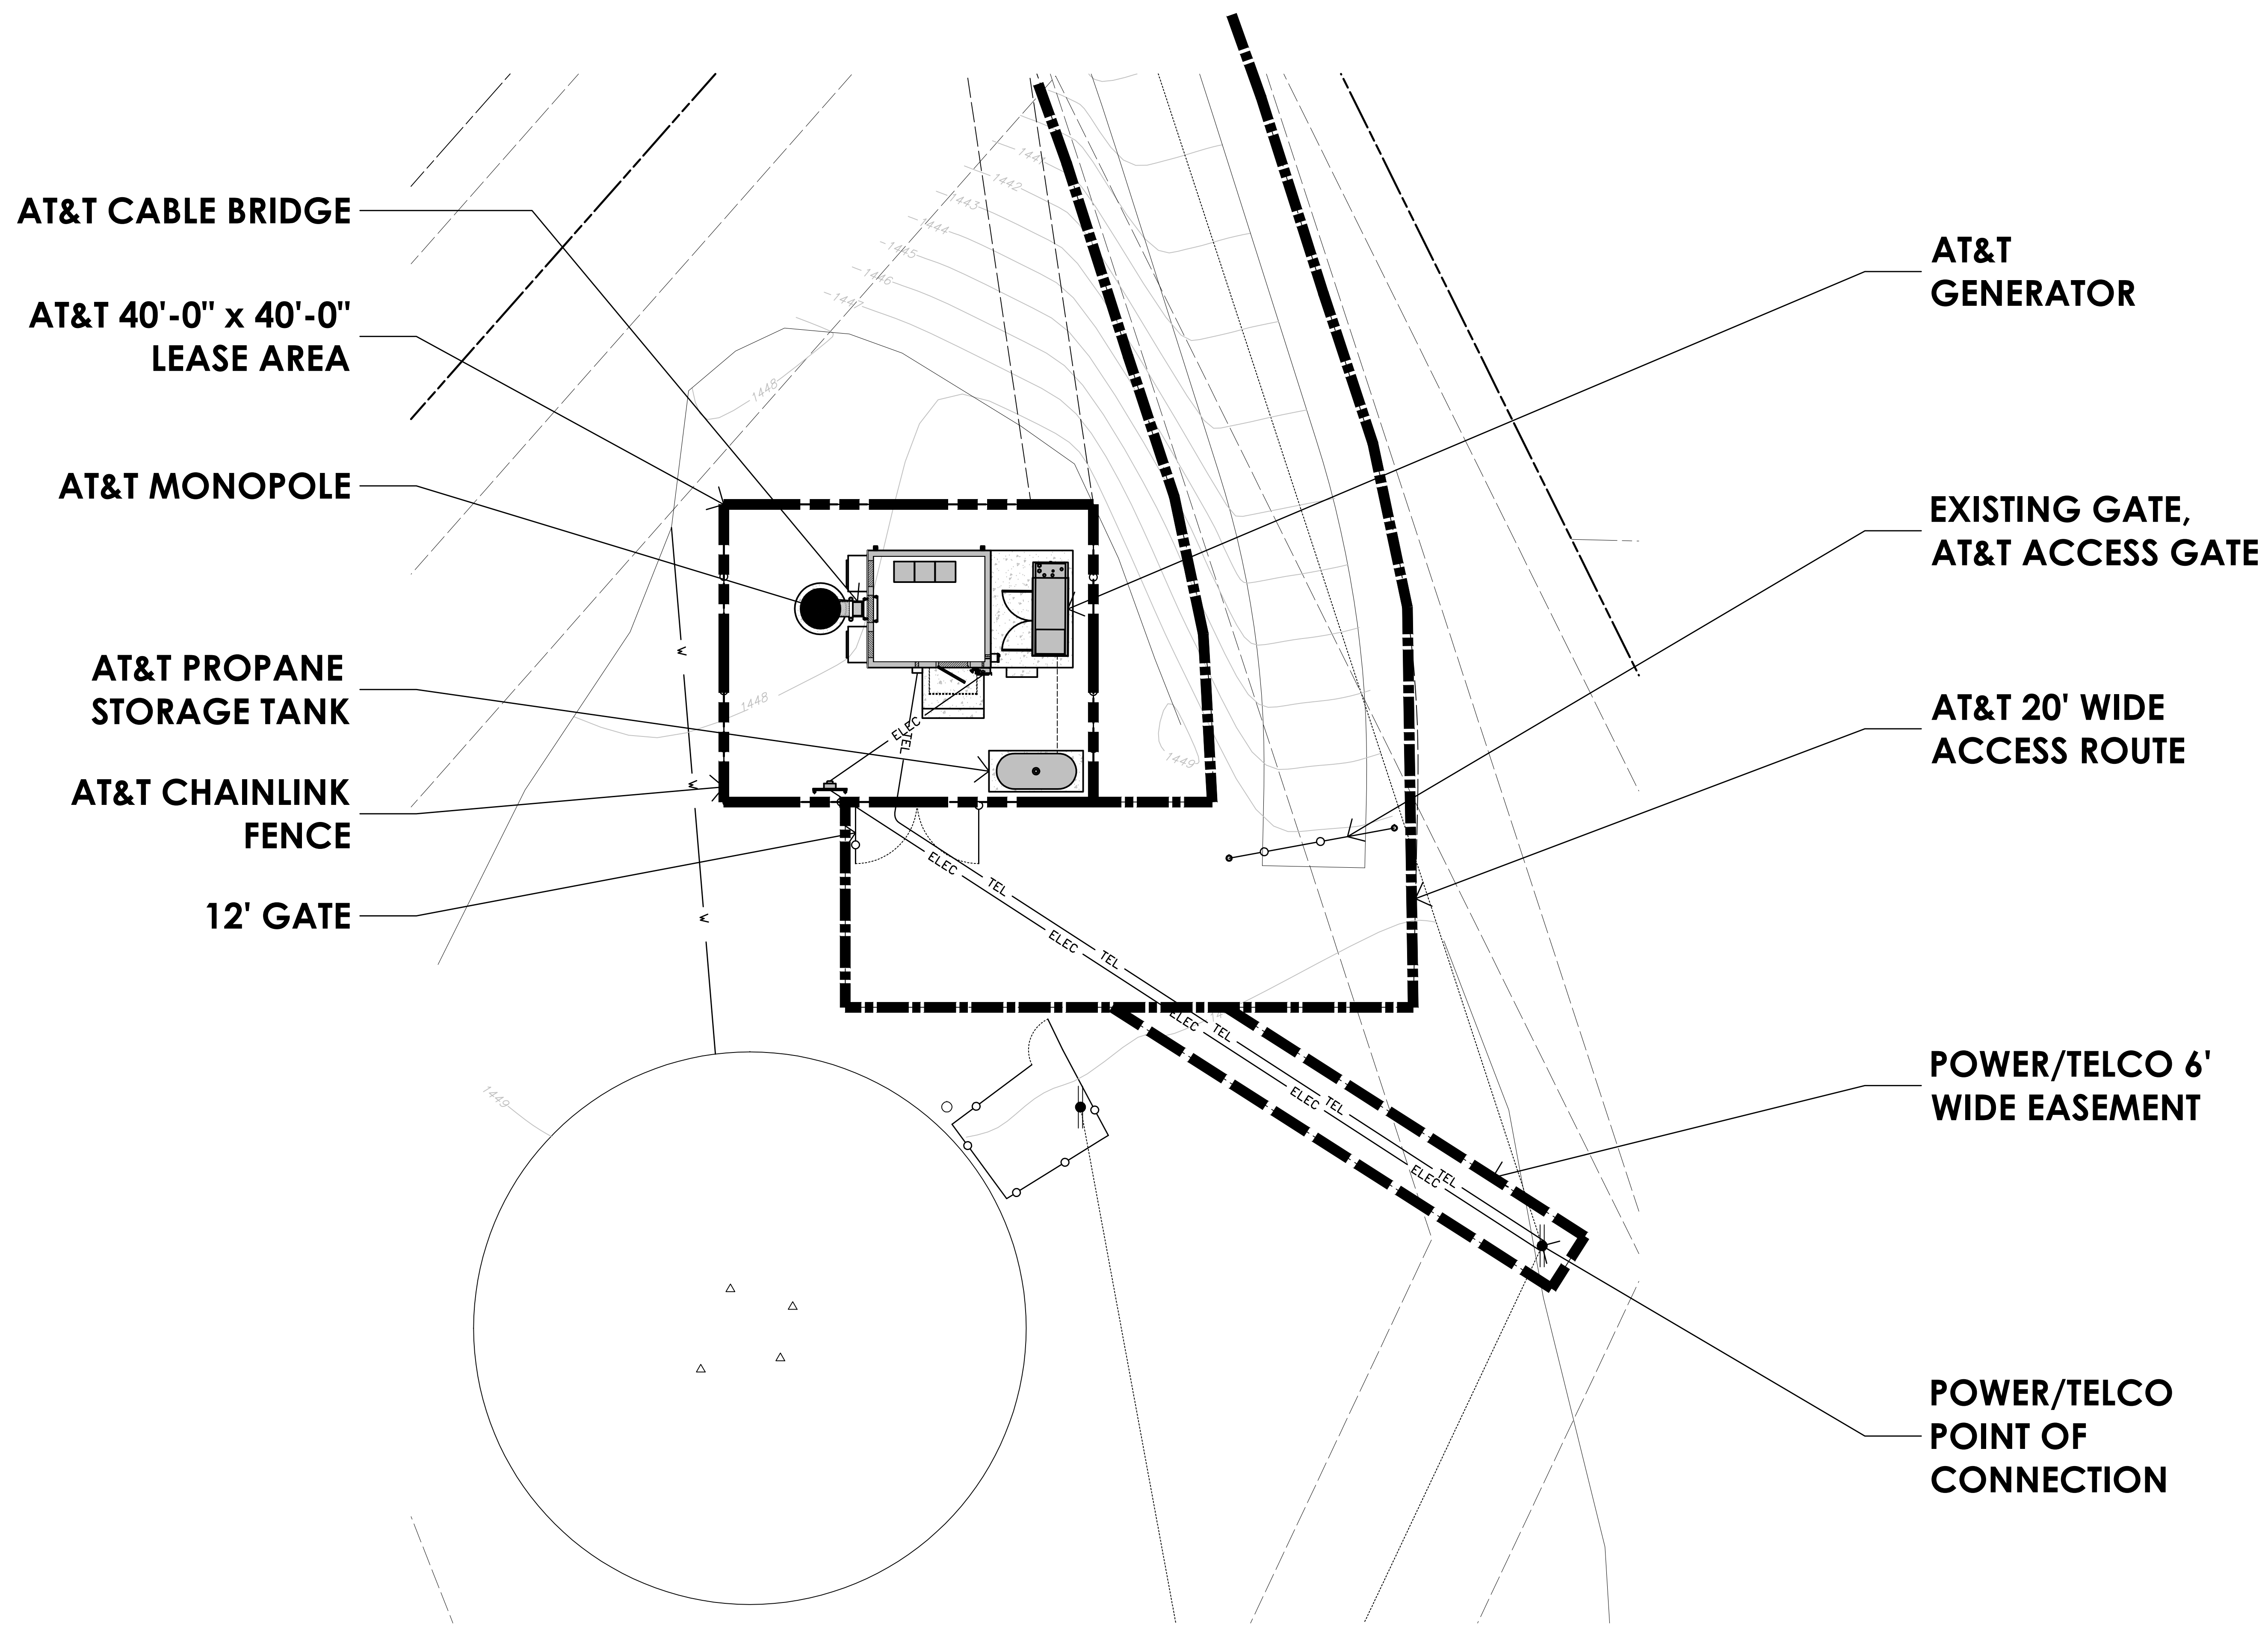 AT&T CABLE BRIDGE
AT&T 40'-0" x 40'-0"
LEASE AREA
AT&T MONOPOLE
AT&T PROPANE
STORAGE TANK
AT&T CHAINLINK
FENCE
12' GATE
AT&T
GENERATOR
EXISTING GATE,
AT&T ACCESS GATE
AT&T 20' WIDE
ACCESS ROUTE
POWER/TELCO 6'
WIDE EASEMENT
POWER/TELCO
POINT OF
CONNECTION
1441
1442
1443
1444
1445
1446
1447
1448
1448
1449
1449
W
W
W
ELEC
TEL
ELEC
TEL
ELEC
TEL
ELEC
TEL
ELEC
TEL
ELEC
TEL